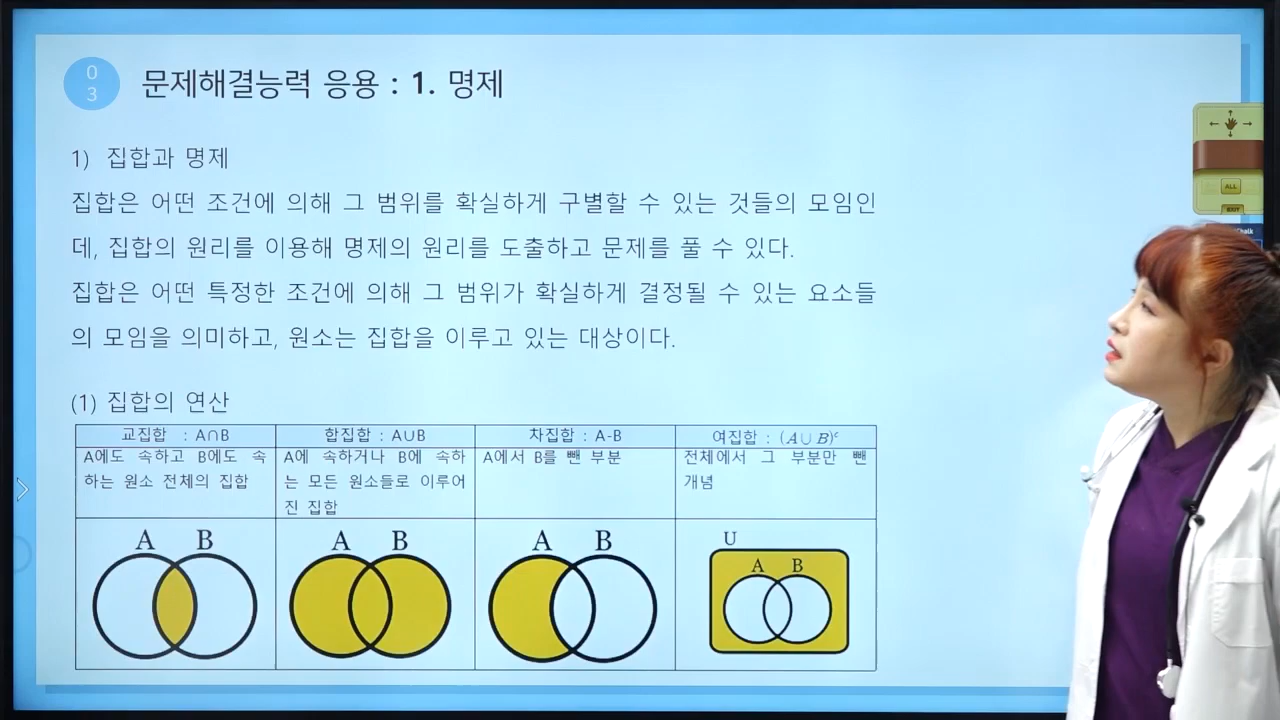 0
3
문제해결능력 응용 : 1. 명제
1) 집합과 명제
집합은 어떤 조건에 의해 그 범위를 확실하게 구별할 수 있는 것들의 모임인
데, 집합의 원리를 이용해 명제의 원리를 도출하고 문제를 풀 수 있다.
집합은 어떤 특정한 조건에 의해 그 범위가 확실하게 결정될 수 있는 요소들
의 모임을 의미하고, 원소는 집합을 이루고 있는 대상이다.
(1) 집합의 연산
교집합 : A∩B
합집합 : A∪B
차집합 : A-B
여집합 : (A∪B)ᶜ
A에도 속하고 B에도 속
하는 원소 전체의 집합
A에 속하거나 B에 속하
는 모든 원소들로 이루어
진 집합
A에서 B를 뺀 부분
전체에서 그 부분만 뺀
개념
A B
A B
A B
U
A B
ALL
EXIT